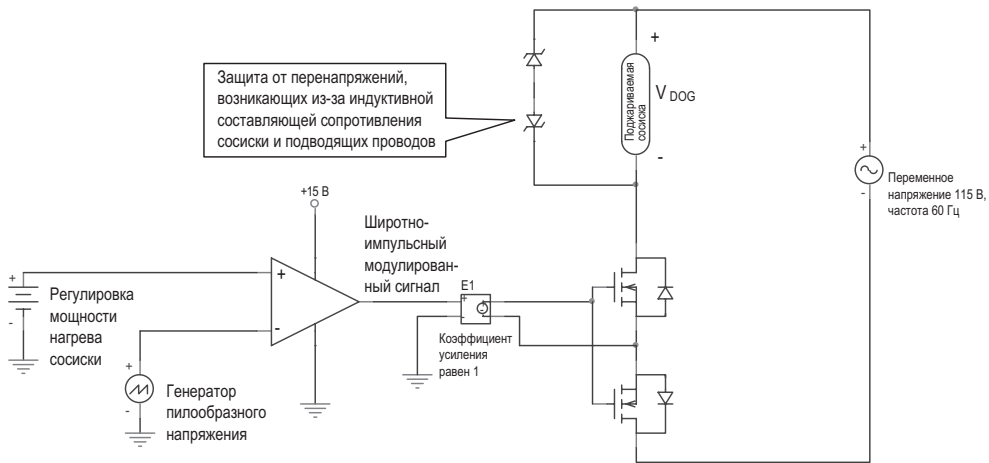 Защита от перенапряжений,
возникающих из-за индуктивной
составляющей сопротивления
сосиски и подводящих проводов
+
Поджариваемая
сосиска
V DOG
-
+
-
Переменное
напряжение 115 В,
частота 60 Гц
+15 В
Широтно-
импульсный
модулирован-
ный сигнал
+
-
Регулировка
мощности
нагрева
сосиски
+
-
E1
+
-
Коэффициент
усиления
равен 1
+
-
Генератор
пилообразного
напряжения